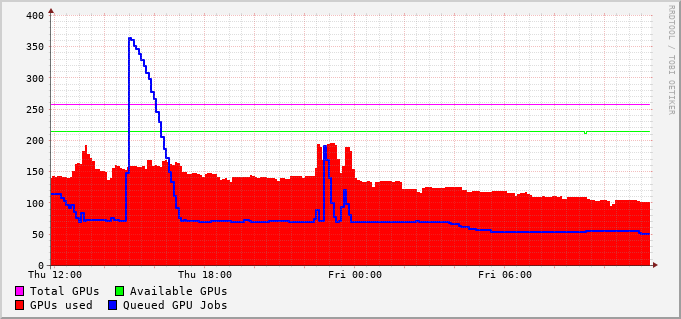 400
350
300
250
200
150
100
50
0
Thu 12:00 Thu 18:00 Fri 00:00 Fri 06:00
RRDTOOL / TOBI OETIKER
Total GPUs Available GPUs
GPUs used Queued GPU Jobs